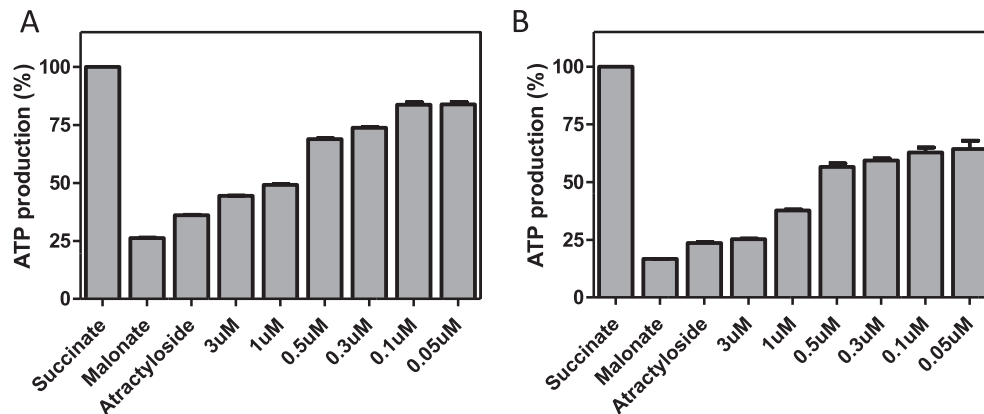 A
ATP production (%)
100
75
50
25
0
Succinate
Malonate
Atractyloside
3uM
1uM
0.5uM
0.3uM
0.1uM
0.05uM
B
ATP production (%)
100
75
50
25
0
Succinate
Malonate
Atractyloside
3uM
1uM
0.5uM
0.3uM
0.1uM
0.05uM